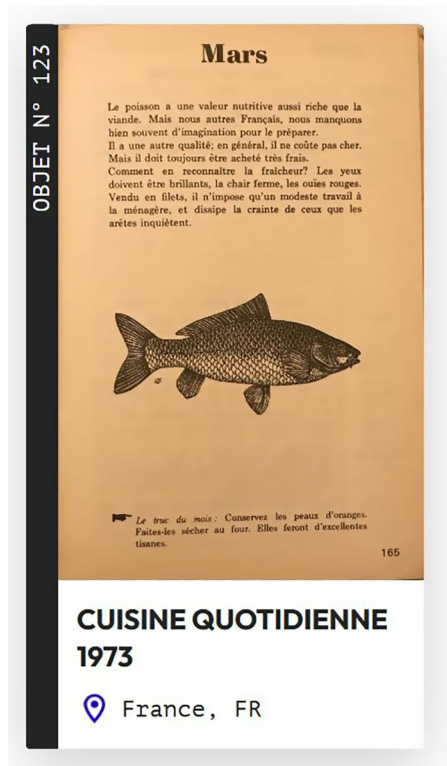 OBJET N° 123
Mars
Le poisson a une valeur nutritive aussi riche que la
viande. Mais nous autres Français, nous manquons
bien souvent d'imagination pour le préparer.
Il a une autre qualité; en général, il ne coûte pas cher.
Mais il doit toujours être acheté très frais.
Comment en reconnaître la fraîcheur? Les yeux
doivent être brillants, la chair ferme, les ouïes rouges.
Vendu en filets, il n'impose qu'un modeste travail à
la ménagère, et dissipe la crainte de ceux que les
arêtes inquiètent.
Le truc du mois : Conservez les peaux d'oranges.
Faites-les sécher au four. Elles feront d'excellentes
tisanes.
165
CUISINE QUOTIDIENNE
1973
France, FR